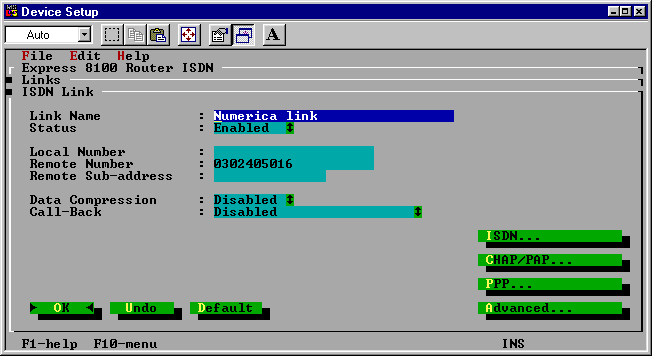 Device Setup
Auto A
File Edit Help
Express 8100 Router ISDN
Links
ISDN Link
Link Name : Numerica link
Status : Enabled
Local Number :
Remote Number : 0302405016
Remote Sub-address :
Data Compression : Disabled
Call-Back : Disabled
ISDN...
CHAP/PAP...
PPP...
OK Undo Default Advanced...
F1-help F10-menu INS